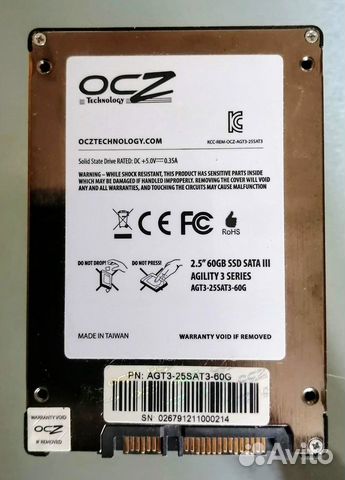 OCZ
Technology
OCZTECHNOLOGY.COM
KCC-REM-OCZ-AGT3-25SAT3
Solid State Drive RATED: DC +5.0V⎓0.35A
WARNING – WHILE SHOCK RESISTANT, THIS PRODUCT HAS SENSITIVE PARTS INSIDE
WHICH MAY BE DAMAGED IF DROPPED. REMOVING THE COVER WILL VOID
ANY AND ALL WARRANTIES, AND TOUCHING THE CIRCUITS MAY CAUSE MALFUNCTION
CE FC RoHS
DO NOT DROP! DO NOT PRESS!
2.5" 60GB SSD SATA III
AGILITY 3 SERIES
AGT3-25SAT3-60G
MADE IN TAIWAN
WARRANTY VOID IF REMOVED
PN: AGT3-25SAT3-60G
SN 026791211000214
WARRANTY VOID
OCZ
IF REMOVED
Avito